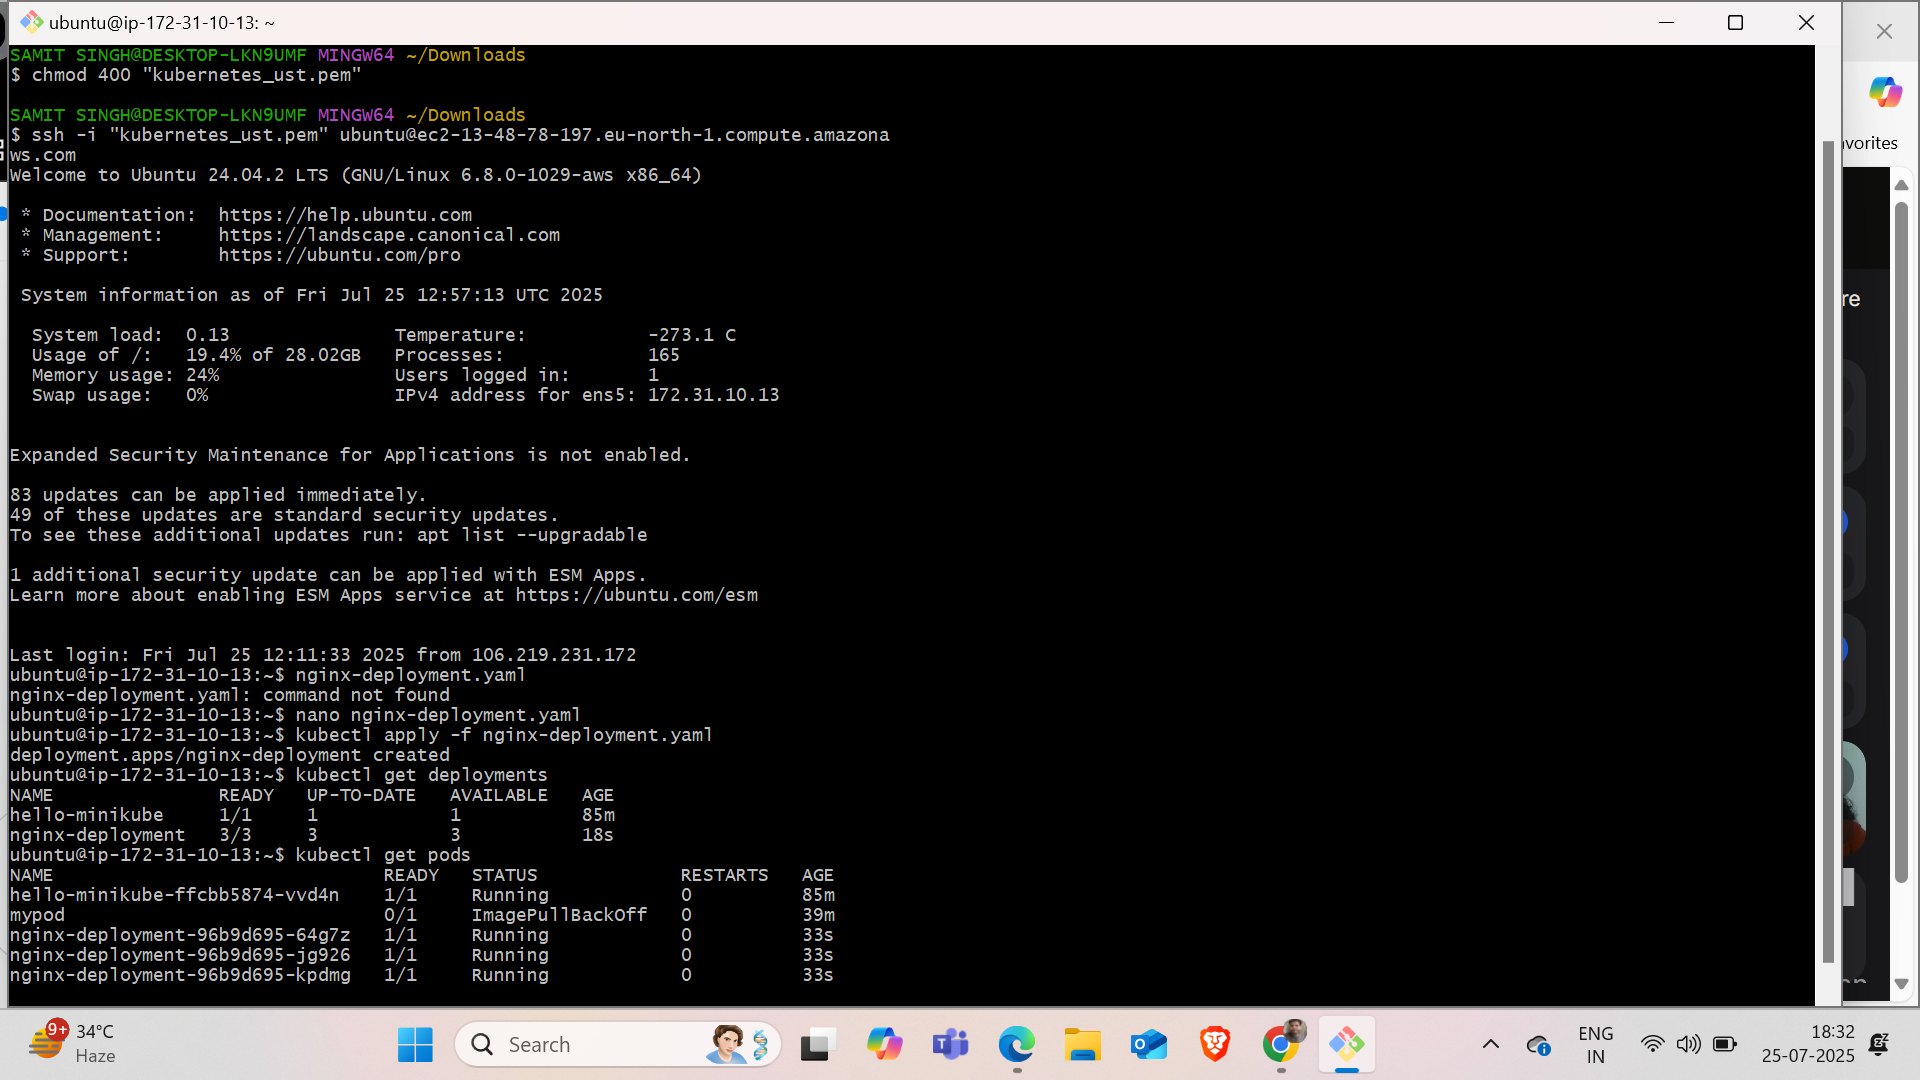 ubuntu@ip-172-31-10-13: ~
SAMIT SINGH@DESKTOP-LKN9UMF MINGW64 ~/Downloads
$ chmod 400 "kubernetes_ust.pem"
SAMIT SINGH@DESKTOP-LKN9UMF MINGW64 ~/Downloads
$ ssh -i "kubernetes_ust.pem" ubuntu@ec2-13-48-78-197.eu-north-1.compute.amazona
ws.com
Welcome to Ubuntu 24.04.2 LTS (GNU/Linux 6.8.0-1029-aws x86_64)
* Documentation:  https://help.ubuntu.com
* Management:     https://landscape.canonical.com
* Support:        https://ubuntu.com/pro
System information as of Fri Jul 25 12:57:13 UTC 2025
System load:  0.13               Temperature:           -273.1 C
Usage of /:   19.4% of 28.02GB   Processes:             165
Memory usage: 24%                Users logged in:       1
Swap usage:   0%                 IPv4 address for ens5: 172.31.10.13
Expanded Security Maintenance for Applications is not enabled.
83 updates can be applied immediately.
49 of these updates are standard security updates.
To see these additional updates run: apt list --upgradable
1 additional security update can be applied with ESM Apps.
Learn more about enabling ESM Apps service at https://ubuntu.com/esm
Last login: Fri Jul 25 12:11:33 2025 from 106.219.231.172
ubuntu@ip-172-31-10-13:~$ nginx-deployment.yaml
nginx-deployment.yaml: command not found
ubuntu@ip-172-31-10-13:~$ nano nginx-deployment.yaml
ubuntu@ip-172-31-10-13:~$ kubectl apply -f nginx-deployment.yaml
deployment.apps/nginx-deployment created
ubuntu@ip-172-31-10-13:~$ kubectl get deployments
NAME               READY   UP-TO-DATE   AVAILABLE   AGE
hello-minikube     1/1     1            1           85m
nginx-deployment   3/3     3            3           18s
ubuntu@ip-172-31-10-13:~$ kubectl get pods
NAME                              READY   STATUS             RESTARTS   AGE
hello-minikube-ffcbb5874-vvd4n    1/1     Running            0          85m
mypod                             0/1     ImagePullBackOff   0          39m
nginx-deployment-96b9d695-64g7z   1/1     Running            0          33s
nginx-deployment-96b9d695-jg926   1/1     Running            0          33s
nginx-deployment-96b9d695-kpdmg   1/1     Running            0          33s
vorites
re
9+
34°C
Haze
Search
ENG
IN
18:32
25-07-2025